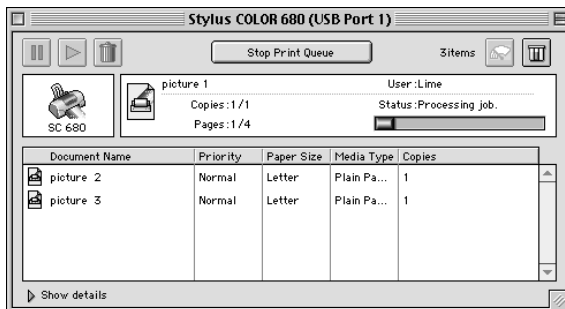 Stylus COLOR 680 (USB Port 1)
Stop Print Queue
3items
picture 1
User:Lime
Copies:1/1
Status:Processing job.
Pages:1/4
SC 680
Document Name Priority Paper Size Media Type Copies
picture 2 Normal Letter Plain Pa... 1
picture 3 Normal Letter Plain Pa... 1
Show details